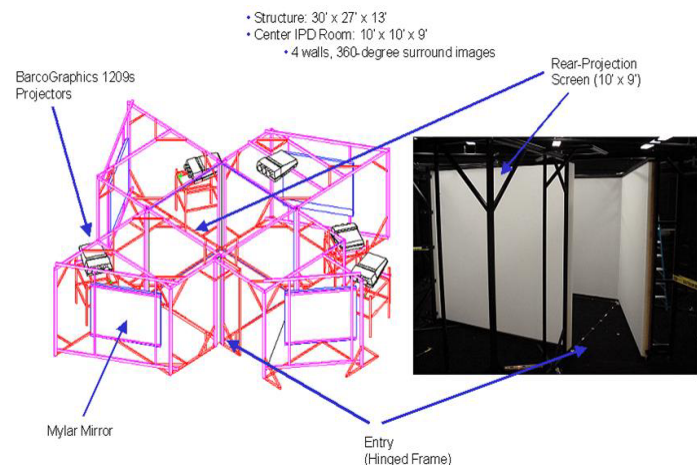 • Structure: 30' x 27' x 13'
• Center IPD Room: 10' x 10' x 9'
• 4 walls, 360-degree surround images
BarcoGraphics 1209s
Projectors
Rear-Projection
Screen (10' x 9')
Mylar Mirror
Entry
(Hinged Frame)